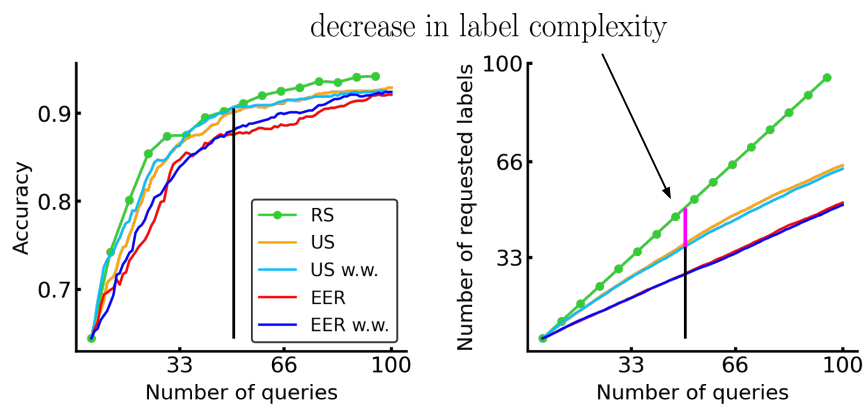 decrease in label complexity
Accuracy
0.9
0.8
0.7
RS
US
US w.w.
EER
EER w.w.
33
66
100
Number of queries
Number of requested labels
100
66
33
33
66
100
Number of queries